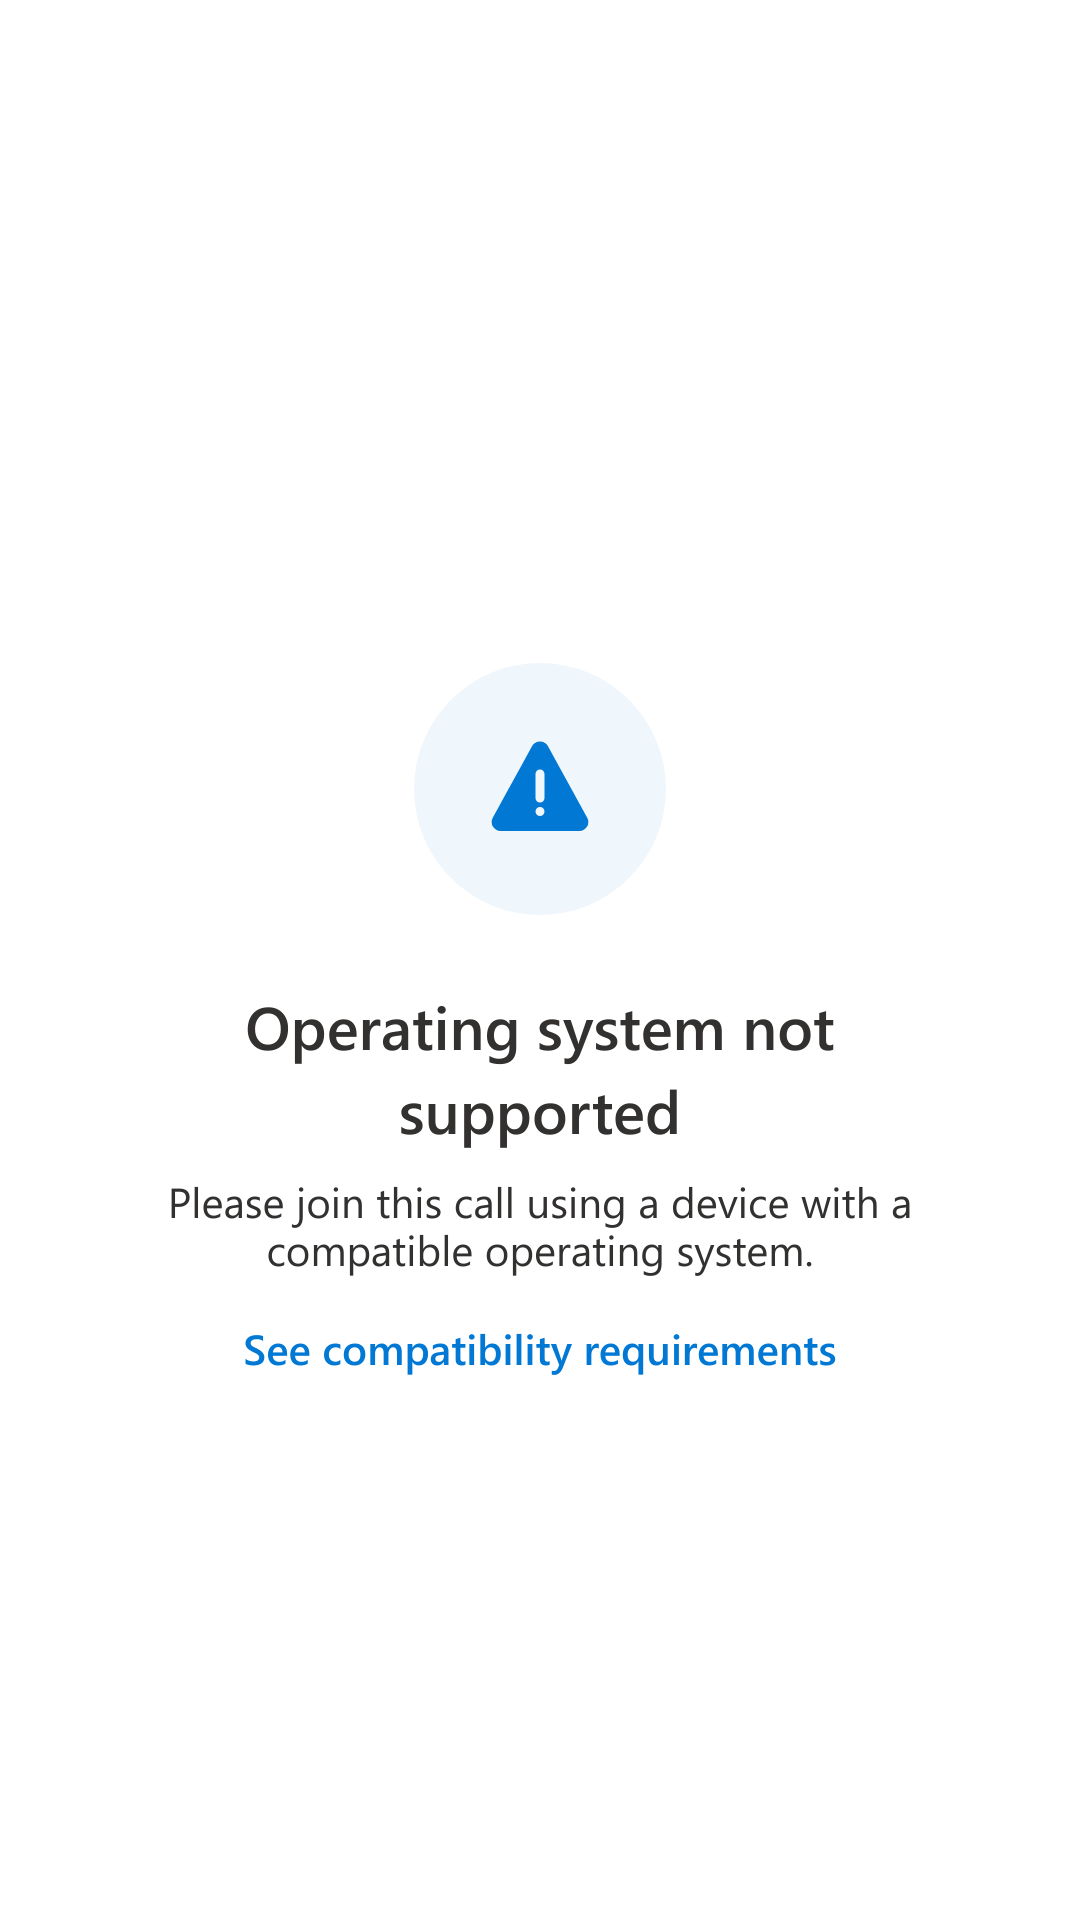 Operating system not
supported
Please join this call using a device with a
compatible operating system.
See compatibility requirements